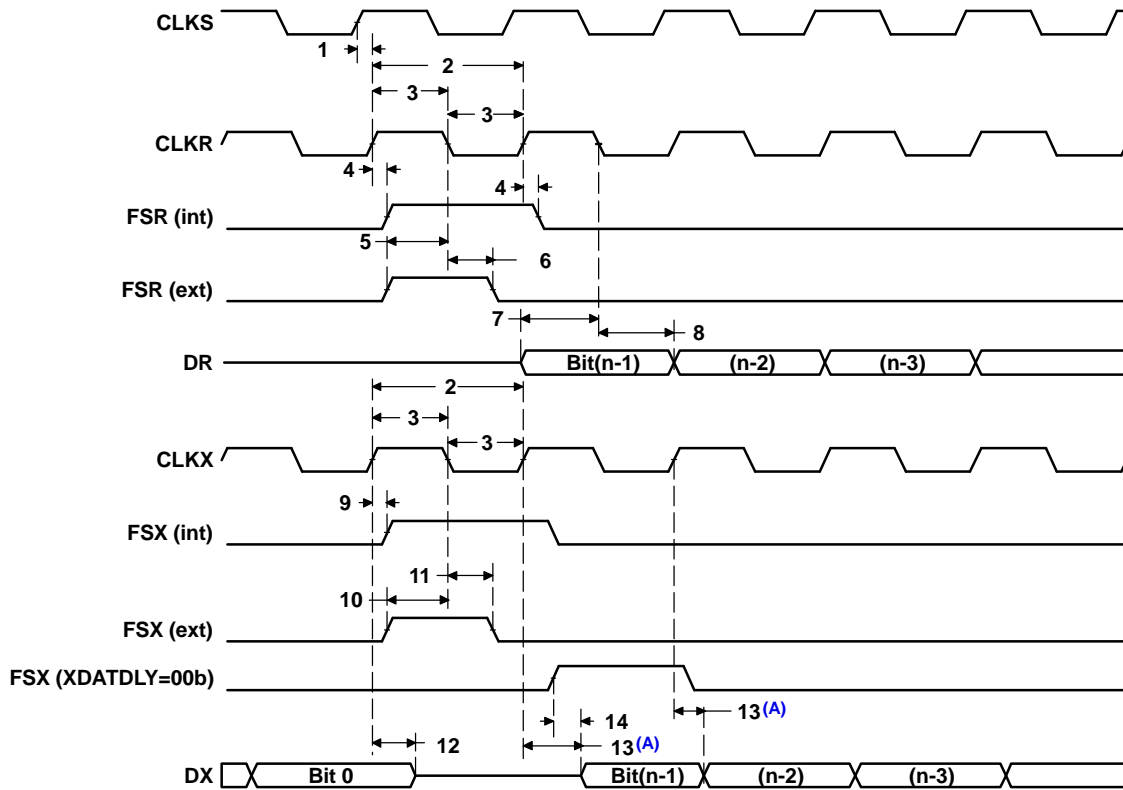 CLKS
1
2
3
3
CLKR
4
4
FSR (int)
5
6
FSR (ext)
7
8
DR
Bit(n-1)
(n-2)
(n-3)
2
3
3
CLKX
9
FSX (int)
11
10
FSX (ext)
FSX (XDATDLY=00b)
14
13(A)
12
13(A)
DX
Bit 0
Bit(n-1)
(n-2)
(n-3)